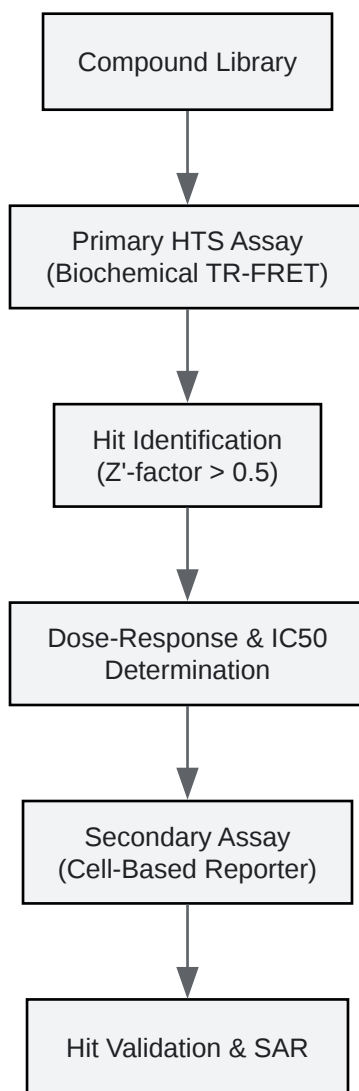 Compound Library
Primary HTS Assay
(Biochemical TR-FRET)
Hit Identification
(Z'-factor > 0.5)
Dose-Response & IC50
Determination
Secondary Assay
(Cell-Based Reporter)
Hit Validation & SAR